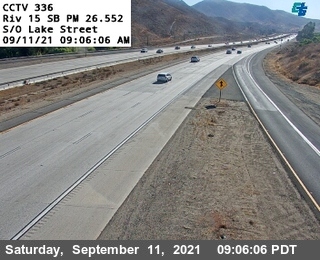 CCTV 336
Riv 15 SB PM 26.552
S/O Lake Street
09/11/21 09:06:06 AM
Saturday, September 11, 2021 09:06:06 PDT